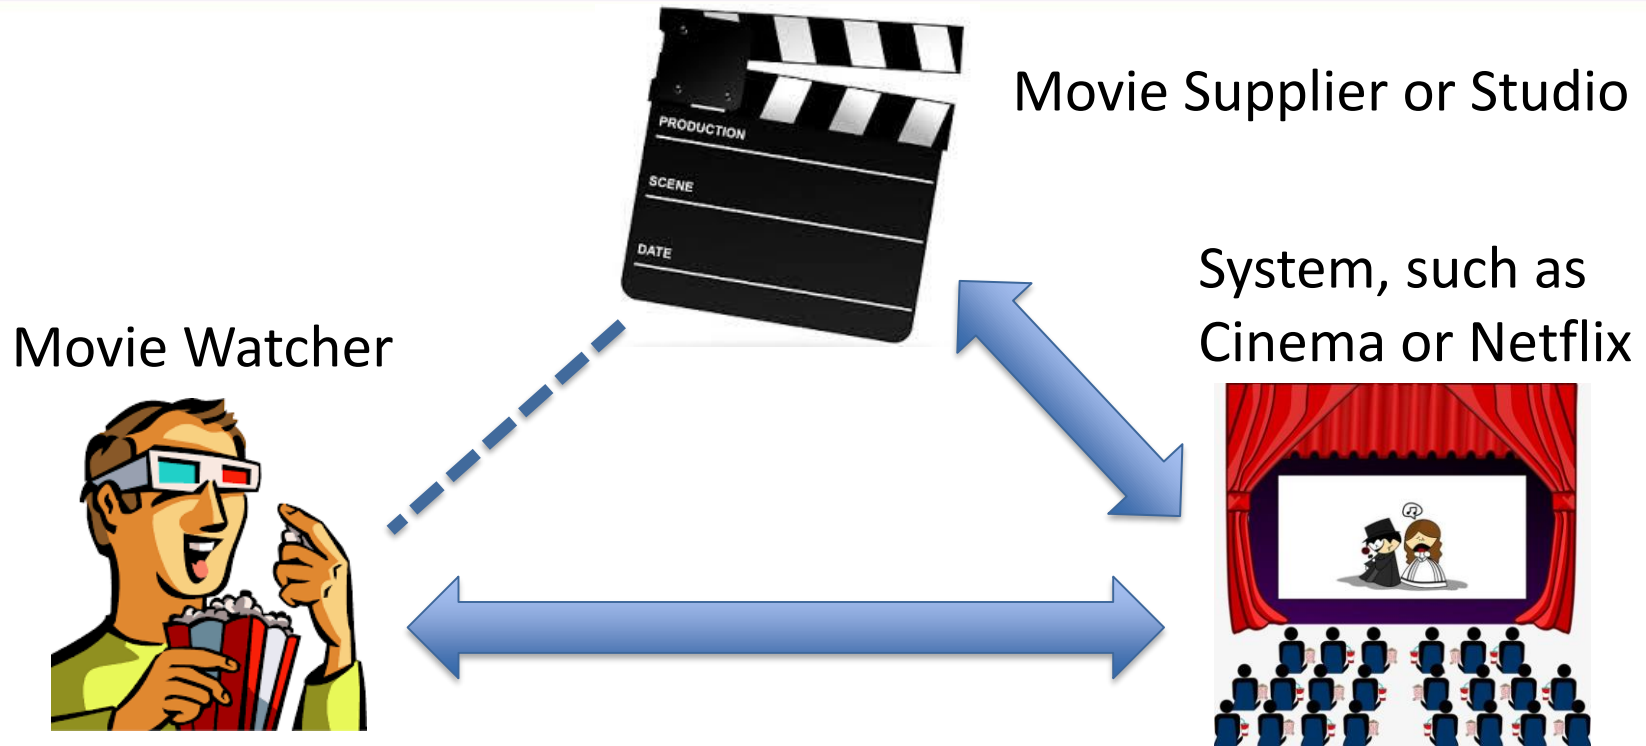 Movie Supplier or Studio
PRODUCTION
SCENE
DATE
System, such as
Cinema or Netflix
Movie Watcher